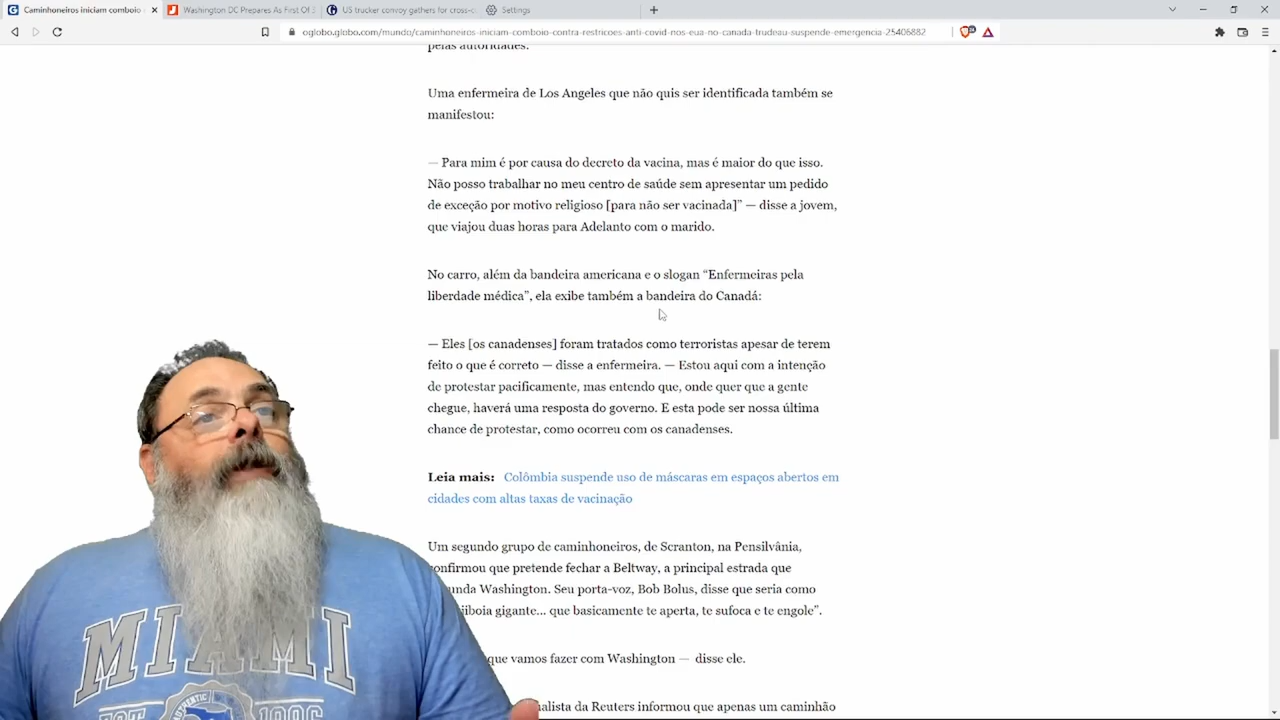 Caminhoneiros iniciam comboio
Washington DC Prepares As First Of 3
US trucker convoy gathers for cross-c
Settings
oglobo.globo.com/mundo/caminhoneiros-iniciam-comboio-contra-restricoes-anti-covid-nos-eua-no-canada-trudeau-suspende-emergencia-25406882
pelas autoridades.
Uma enfermeira de Los Angeles que não quis ser identificada também se
manifestou:
— Para mim é por causa do decreto da vacina, mas é maior do que isso.
Não posso trabalhar no meu centro de saúde sem apresentar um pedido
de exceção por motivo religioso [para não ser vacinada]” — disse a jovem,
que viajou duas horas para Adelanto com o marido.
No carro, além da bandeira americana e o slogan “Enfermeiras pela
liberdade médica”, ela exibe também a bandeira do Canadá:
— Eles [os canadenses] foram tratados como terroristas apesar de terem
feito o que é correto — disse a enfermeira. — Estou aqui com a intenção
de protestar pacificamente, mas entendo que, onde quer que a gente
chegue, haverá uma resposta do governo. E esta pode ser nossa última
chance de protestar, como ocorreu com os canadenses.
Leia mais: Colômbia suspende uso de máscaras em espaços abertos em
cidades com altas taxas de vacinação
Um segundo grupo de caminhoneiros, de Scranton, na Pensilvânia,
confirmou que pretende fechar a Beltway, a principal estrada que
unda Washington. Seu porta-voz, Bob Bolus, disse que seria como
iboia gigante... que basicamente te aperta, te sufoca e te engole”.
que vamos fazer com Washington — disse ele.
nalista da Reuters informou que apenas um caminhão
MIAMI